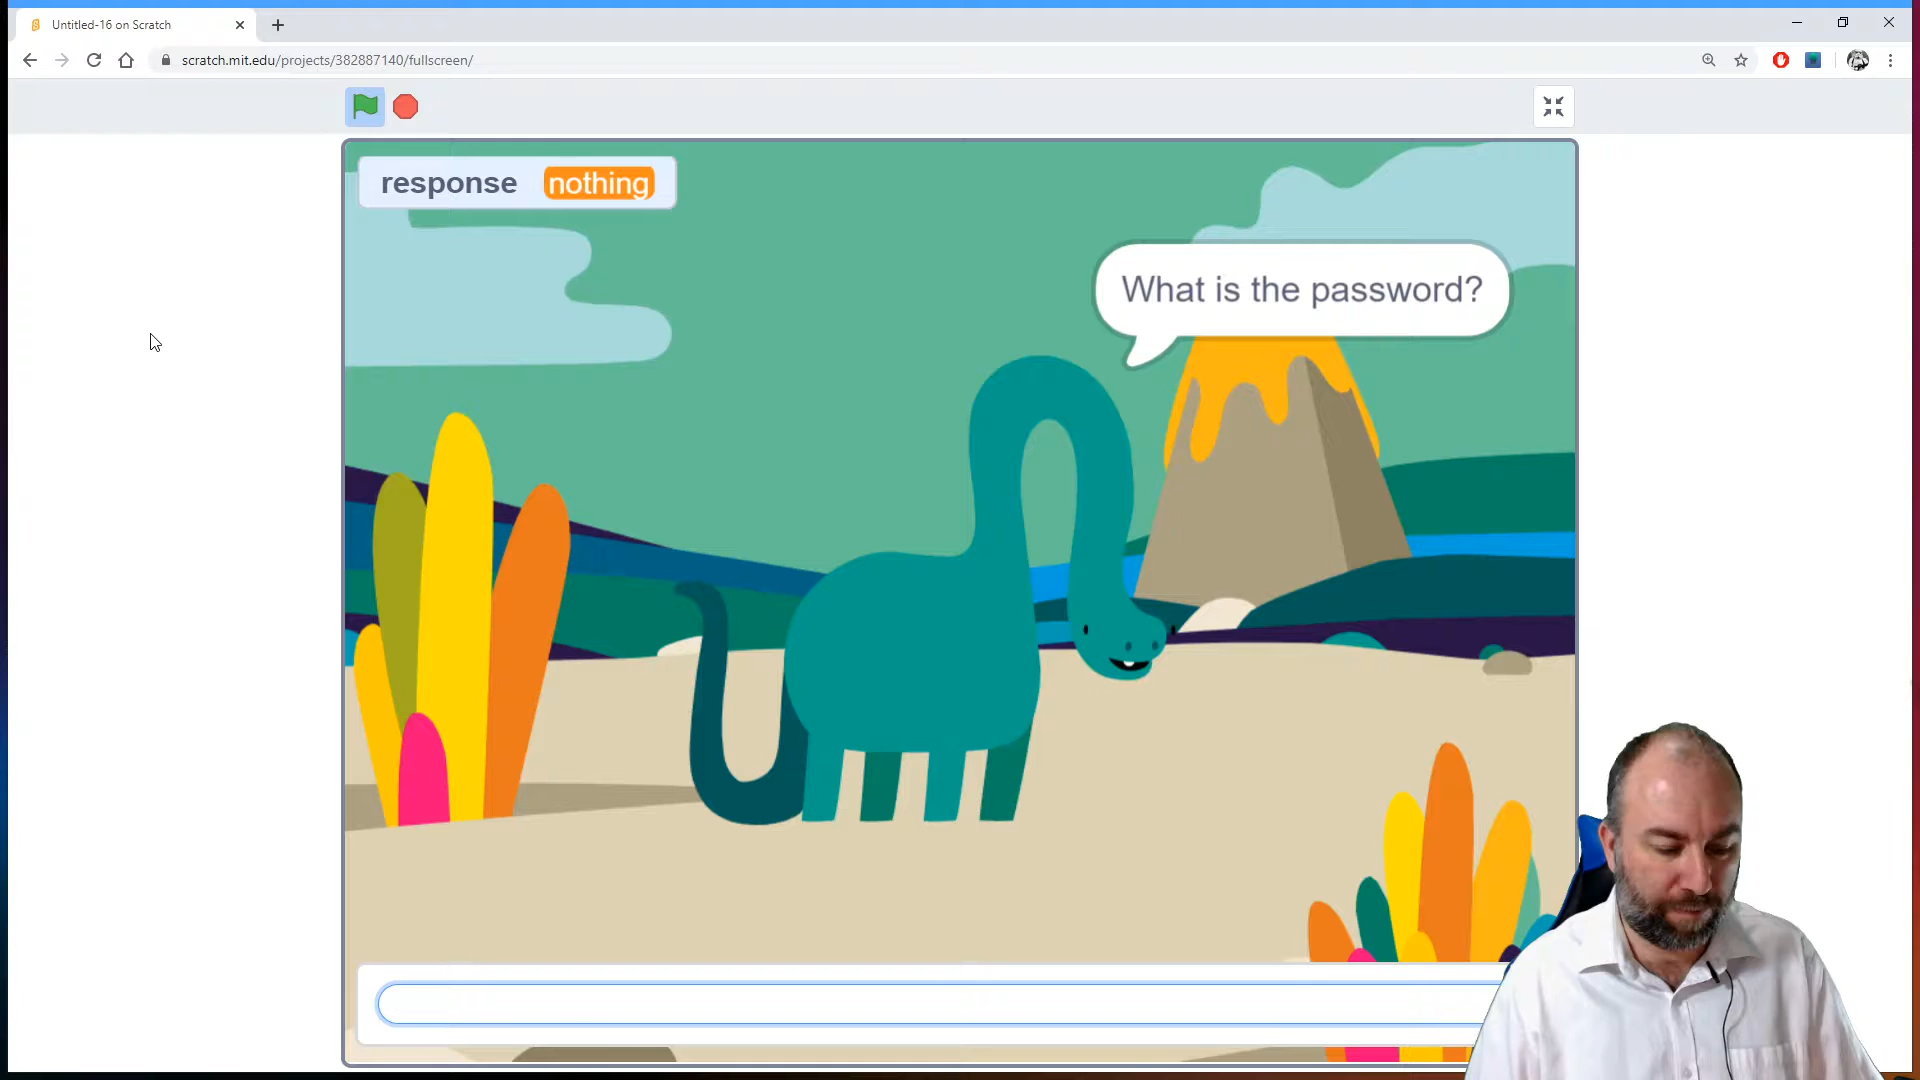 Untitled-16 on Scratch
scratch.mit.edu/projects/382887140/fullscreen/
response nothing
What is the password?